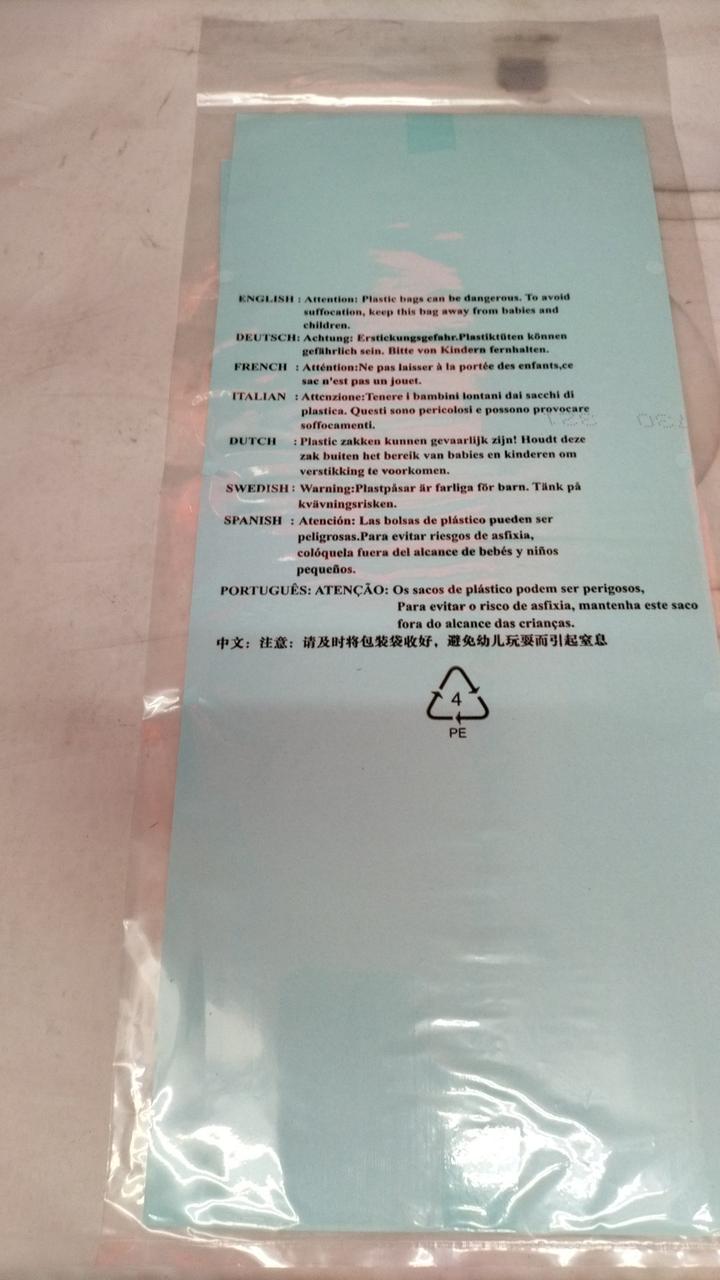 ENGLISH : Attention: Plastic bags can be dangerous. To avoid
suffocation, keep this bag away from babies and
children.
DEUTSCH: Achtung: Erstickungsgefahr.Plastiktüten können
gefährlich sein. Bitte von Kindern fernhalten.
FRENCH : Atténtion:Ne pas laisser à la portée des enfants,ce
sac n'est pas un jouet.
ITALIAN : Attenzione:Tenere i bambini lontani dai sacchi di
plastica. Questi sono pericolosi e possono provocare
soffocamenti.
DUTCH : Plastic zakken kunnen gevaarlijk zijn! Houdt deze
zak buiten het bereik van babies en kinderen om
verstikking te voorkomen.
SWEDISH : Warning:Plastpåsar är farliga för barn. Tänk på
kvävningsrisken.
SPANISH : Atención: Las bolsas de plástico pueden ser
peligrosas.Para evitar riesgos de asfixia,
colóquela fuera del alcance de bebés y niños
pequeños.
PORTUGUÊS: ATENÇÃO: Os sacos de plástico podem ser perigosos,
Para evitar o risco de asfixia, mantenha este saco
fora do alcance das crianças.
中文：注意：请及时将包装袋收好，避免幼儿玩耍而引起窒息
4
PE